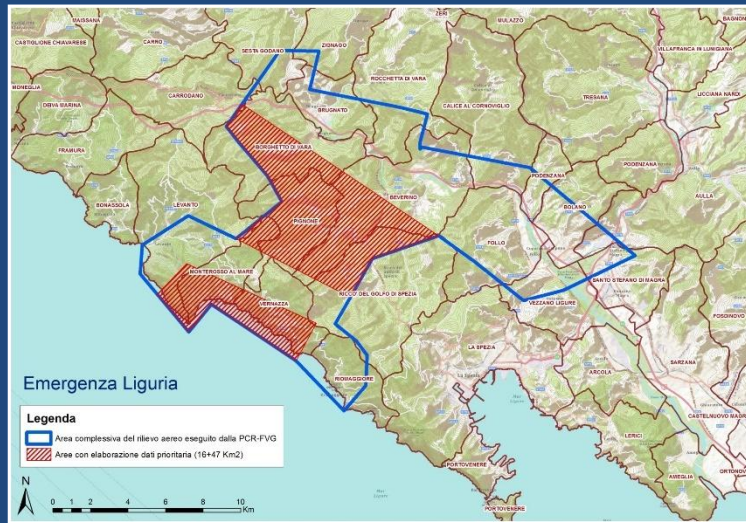 MAISSANA
ZIGNAGO
ZERI
MULAZZO
BAGNO
CASTIGLIONE CHIAVARESE
CARRO
SESTA GODANO
VILLAFRANCA IN LUNIGIANA
ROCCHETTA DI VARA
MONEGLIA
CARRODANO
BRUGNATO
CALICE AL CORNOVIGLIO
TRESANA
LICCIANA NARDI
DEIVA MARINA
FRAMURA
BORGHETTO DI VARA
PODENZANA
PODENZANA
BONASSOLA
LEVANTO
BEVERINO
AULLA
PIGNONE
BOLANO
FOLLO
MONTEROSSO AL MARE
SANTO STEFANO DI MAGRA
VERNAZZA
RICCO' DEL GOLFO DI SPEZIA
VEZZANO LIGURE
FOSDINOVO
LA SPEZIA
SARZANA
RIOMAGGIORE
ARCOLA
Emergenza Liguria
CASTELNUOVO MAGRA
Legenda
Area complessiva del rilievo aereo eseguito dalla PCR-FVG
Aree con elaborazione dati prioritaria (16+47 Km2)
LERICI
PORTOVENERE
AMEGLIA
ORTONOVO
N
0 1 2 4 6 8 10
Km
PORTOVENERE